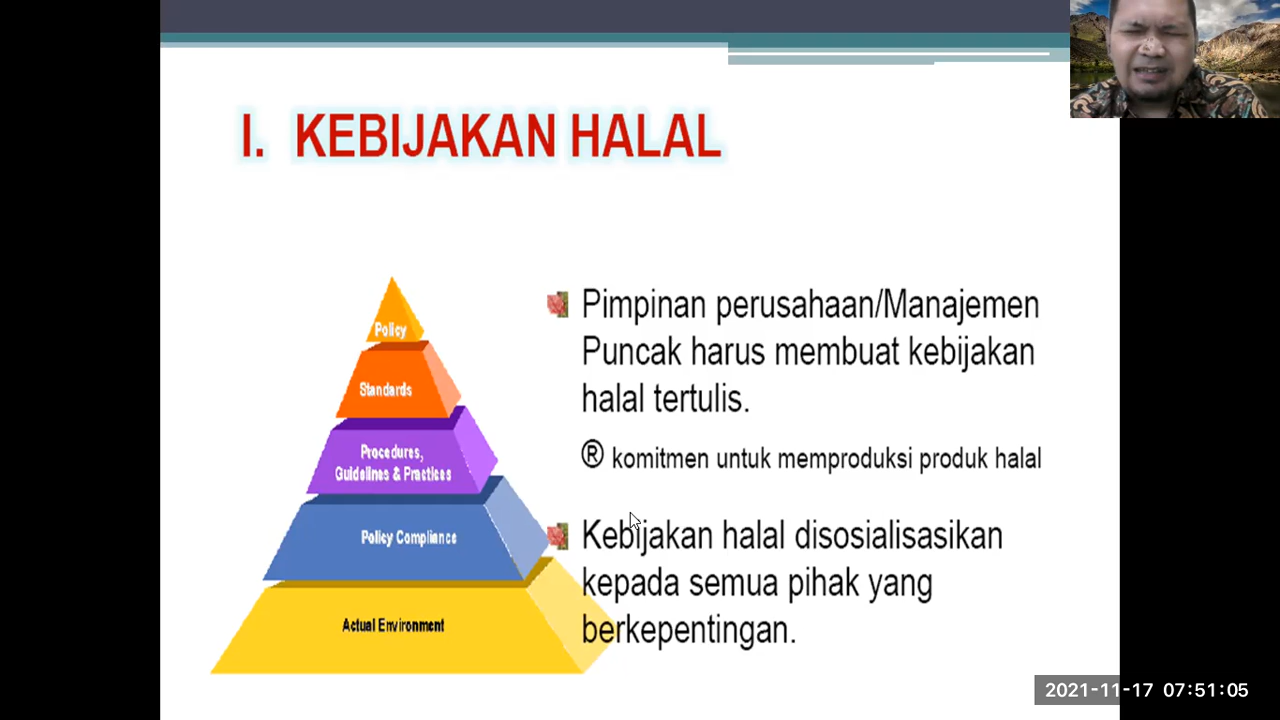 I. KEBIJAKAN HALAL
Policy
Standards
Procedures,
Guidelines & Practices
Policy Compliance
Actual Environment
Pimpinan perusahaan/Manajemen
Puncak harus membuat kebijakan
halal tertulis.
® komitmen untuk memproduksi produk halal
Kebijakan halal disosialisasikan
kepada semua pihak yang
berkepentingan.
2021-11-17 07:51:05